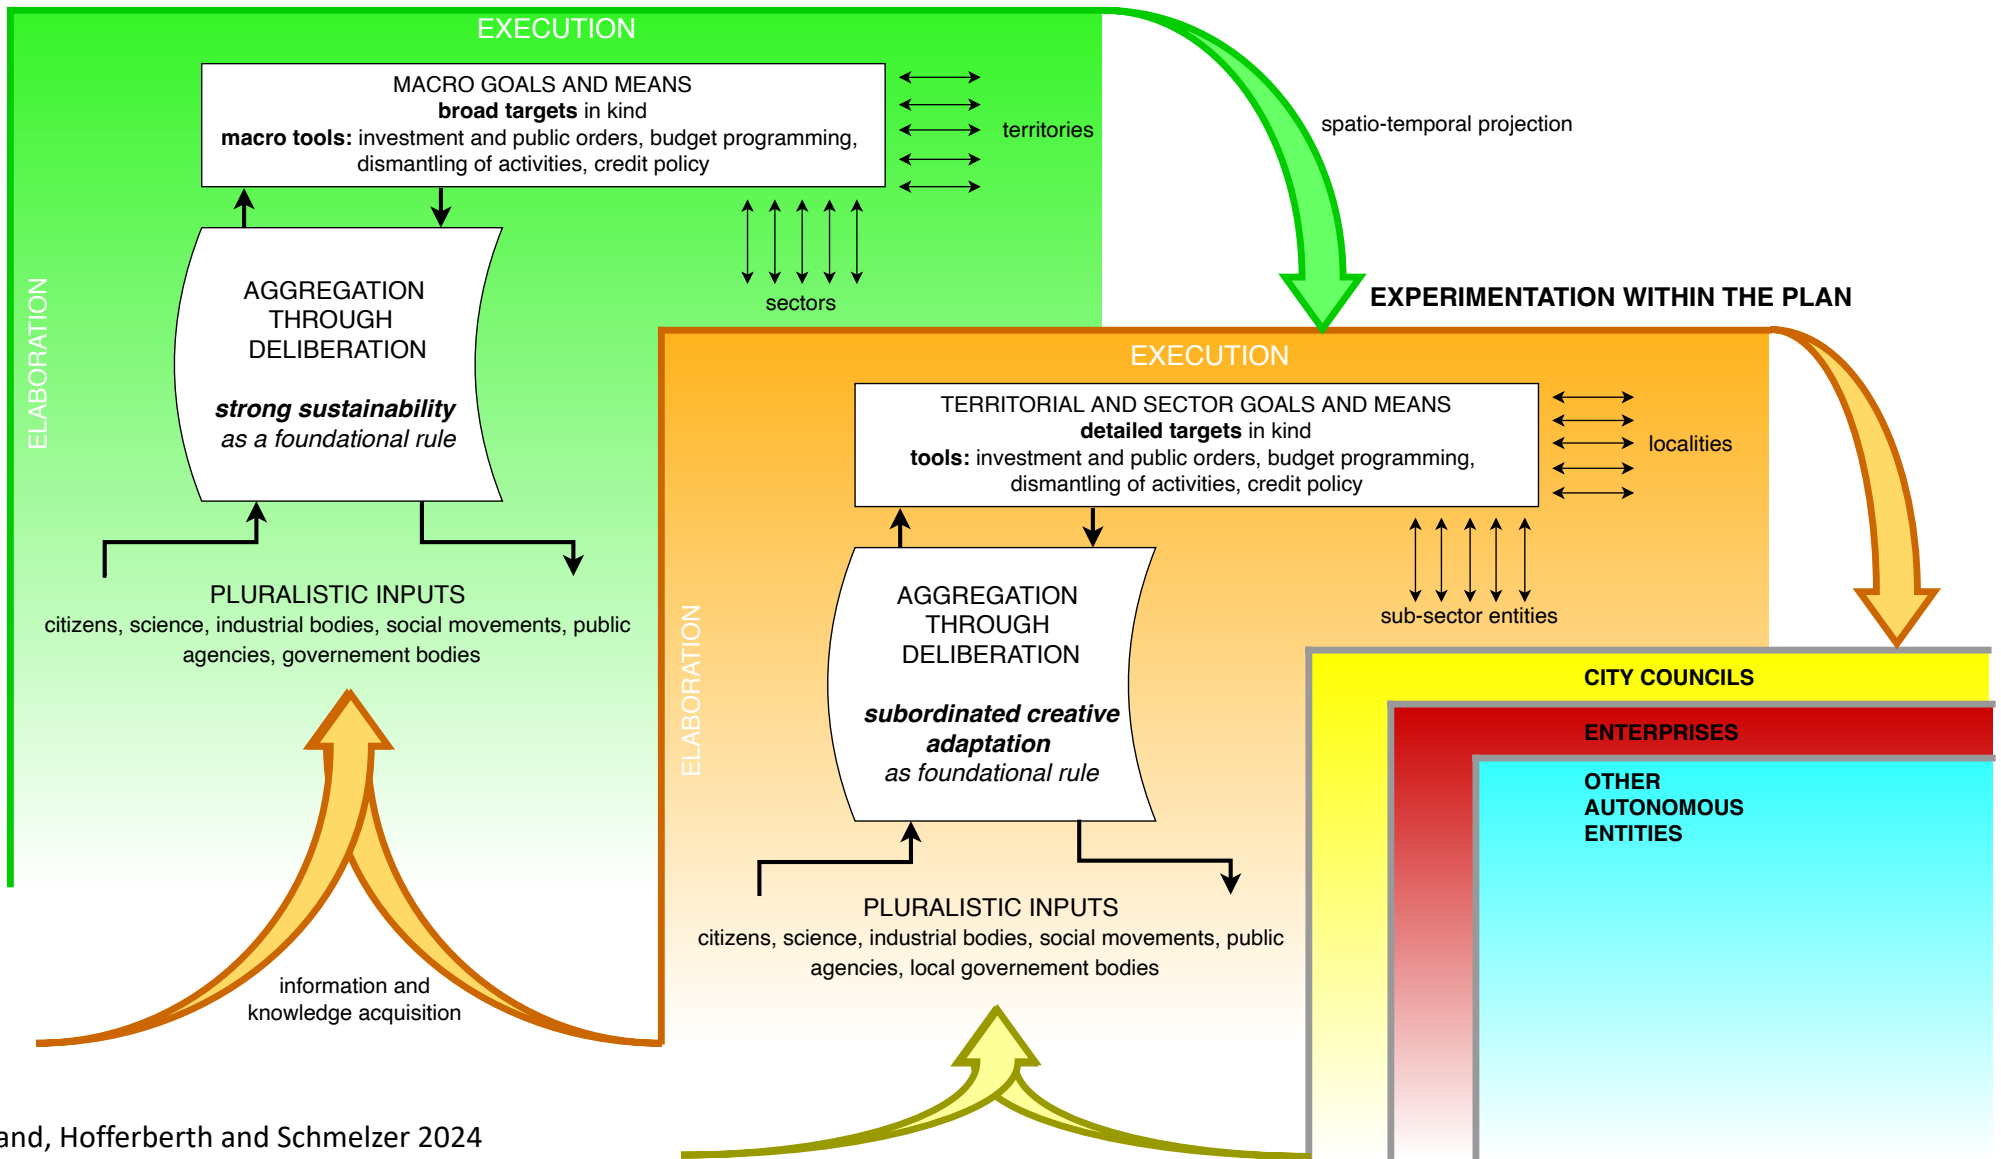 EXECUTION
MACRO GOALS AND MEANS
broad targets in kind
macro tools: investment and public orders, budget programming,
dismantling of activities, credit policy
territories
sectors
ELABORATION
AGGREGATION
THROUGH
DELIBERATION
strong sustainability
as a foundational rule
PLURALISTIC INPUTS
citizens, science, industrial bodies, social movements, public
agencies, governement bodies
information and
knowledge acquisition
spatio-temporal projection
EXPERIMENTATION WITHIN THE PLAN
EXECUTION
TERRITORIAL AND SECTOR GOALS AND MEANS
detailed targets in kind
tools: investment and public orders, budget programming,
dismantling of activities, credit policy
localities
sub-sector entities
ELABORATION
AGGREGATION
THROUGH
DELIBERATION
subordinated creative
adaptation
as foundational rule
PLURALISTIC INPUTS
citizens, science, industrial bodies, social movements, public
agencies, local governement bodies
CITY COUNCILS
ENTERPRISES
OTHER
AUTONOMOUS
ENTITIES
Hofferberth and Schmelzer 2024